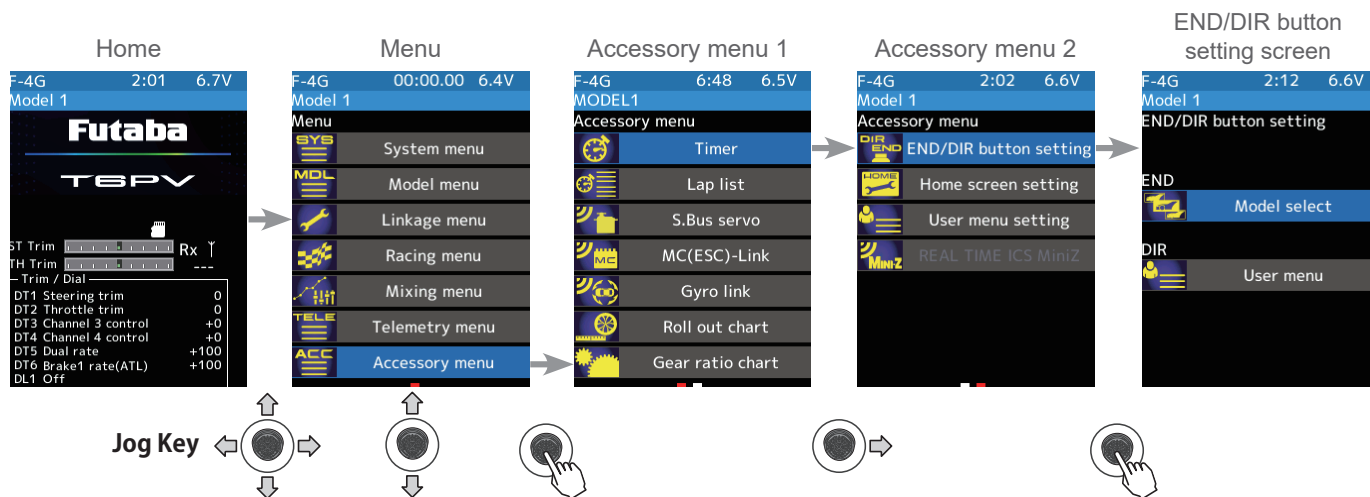 Home
Menu
Accessory menu 1
Accessory menu 2
END/DIR button
setting screen
F-4G 2:01 6.7V
Model 1
Futaba
T6PV
ST Trim
Rx
TH Trim
---
Trim / Dial
DT1 Steering trim 0
DT2 Throttle trim 0
DT3 Channel 3 control +0
DT4 Channel 4 control +0
DT5 Dual rate +100
DT6 Brake1 rate(ATL) +100
DL1 Off
F-4G 00:00.00 6.4V
Model 1
Menu
SYS System menu
MDL Model menu
Linkage menu
Racing menu
Mixing menu
TELE Telemetry menu
ACC Accessory menu
F-4G 6:48 6.5V
MODEL1
Accessory menu
Timer
Lap list
S.Bus servo
MC MC(ESC)-Link
Gyro link
Roll out chart
Gear ratio chart
F-4G 2:02 6.6V
Model 1
Accessory menu
DIR END END/DIR button setting
HOME Home screen setting
User menu setting
MINI-Z REAL TIME ICS MiniZ
F-4G 2:12 6.6V
Model 1
END/DIR button setting
END
Model select
DIR
User menu
Jog Key